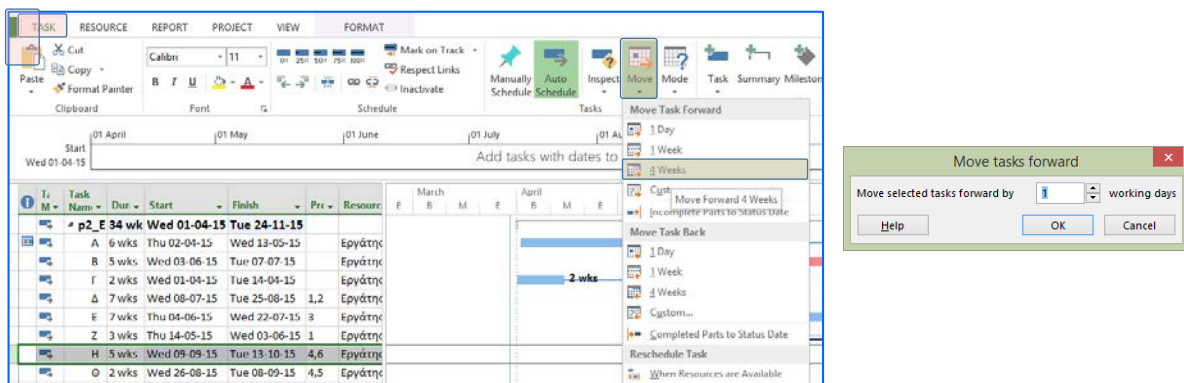 TASK RESOURCE REPORT PROJECT VIEW FORMAT
Cut
Copy
Format Painter
Paste
Clipboard
Calibri 11
B I U A
Font
0% 25% 50% 75% 100%
Mark on Track
Respect Links
Inactivate
Schedule
Manually Schedule
Auto Schedule
Inspect
Move
Mode
Tasks
Task Summary Mileston
Start
Wed 01-04-15
01 April 01 May 01 June 01 July 01 Au
Add tasks with dates to
Move Task Forward
1 Day
1 Week
4 Weeks
Cust
Move Forward 4 Weeks
Incomplete Parts to Status Date
Move Task Back
1 Day
1 Week
4 Weeks
Custom...
Completed Parts to Status Date
Reschedule Task
When Resources are Available
Task Name Dur. Start Finish Pre Resourc
March April
E B M E B M E
p2_E 34 wk Wed 01-04-15 Tue 24-11-15
Α 6 wks Thu 02-04-15 Wed 13-05-15 Εργάτης
Β 5 wks Wed 03-06-15 Tue 07-07-15 Εργάτης
Γ 2 wks Wed 01-04-15 Tue 14-04-15 Εργάτης
2 wks
Δ 7 wks Wed 08-07-15 Tue 25-08-15 1,2 Εργάτης
Ε 7 wks Thu 04-06-15 Wed 22-07-15 3 Εργάτης
Ζ 3 wks Thu 14-05-15 Wed 03-06-15 1 Εργάτης
Η 5 wks Wed 09-09-15 Tue 13-10-15 4,6 Εργάτης
Θ 2 wks Wed 26-08-15 Tue 08-09-15 4,5 Εργάτης
Move tasks forward
Move selected tasks forward by 1 working days
Help OK Cancel